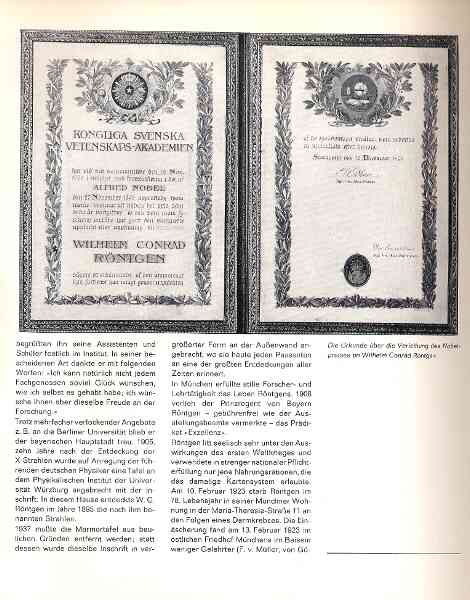 KONGLIGA SVENSKA
VETENSKAPS-AKADEMIEN
ALFRED NOBEL
WILHELM CONRAD
RÖNTGEN
Die Urkunde über die Verleihung des Nobel-
preises an Wilhelm Conrad Röntgen
begrüßten ihn seine Assistenten und
Schüler festlich im Institut. In seiner be-
scheidenen Art dankte er mit folgenden
Worten: »Ich kann natürlich nicht jedem
Fachgenossen soviel Glück wünschen,
wie ich selbst es gehabt habe; ich wün-
sche ihnen aber dieselbe Freude an der
Forschung.«
Trotz mehrfacher verlockender Angebote
z. B. an die Berliner Universität blieb er
der bayerischen Hauptstadt treu. 1905,
zehn Jahre nach der Entdeckung der
X-Strahlen wurde auf Anregung der füh-
renden deutschen Physiker eine Tafel an
dem Physikalischen Institut der Univer-
sität Würzburg angebracht mit der In-
schrift: In diesem Hause entdeckte W. C.
Röntgen im Jahre 1895 die nach ihm be-
nannten Strahlen.
1937 mußte die Marmortafel aus bau-
lichen Gründen entfernt werden; statt
dessen wurde dieselbe Inschrift in ver-
größerter Form an der Außenwand an-
gebracht, wo sie heute jeden Passanten
an eine der größten Entdeckungen aller
Zeiten erinnert.
In München erfüllte stille Forscher- und
Lehrtätigkeit das Leben Röntgens. 1908
verlieh der Prinzregent von Bayern
Röntgen – gebührenfrei wie der Aus-
stellungsbeamte vermerkte – das Prädi-
kat »Exzellenz«.
Röntgen litt seelisch sehr unter den Aus-
wirkungen des ersten Weltkrieges und
verwendete in strenger nationaler Pflicht-
erfüllung nur jene Nahrungsrationen, die
das damalige Kartensystem erlaubte.
Am 10. Februar 1923 starb Röntgen im
78. Lebensjahr in seiner Münchner Woh-
nung in der Maria-Theresia-Straße 11 an
den Folgen eines Darmkrebses. Die Ein-
äscherung fand am 13. Februar 1923 im
östlichen Friedhof Münchens im Beisein
weniger Gelehrter (F. v. Müller, von Gö-